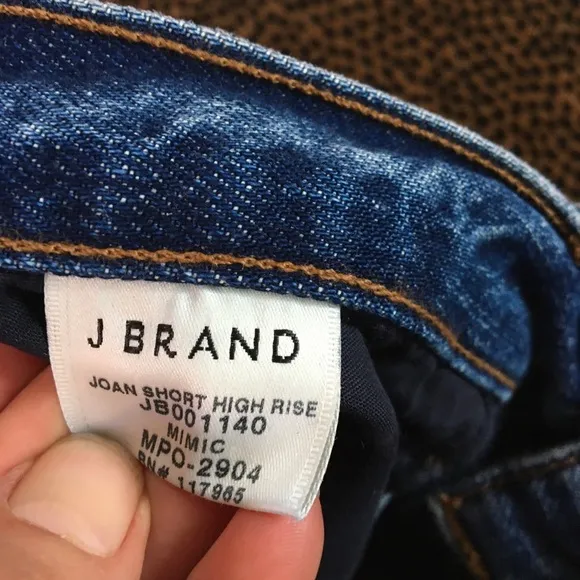 J BRAND
JOAN SHORT HIGH RISE
JB001140
MIMIC
MPO-2904
RN# 117965